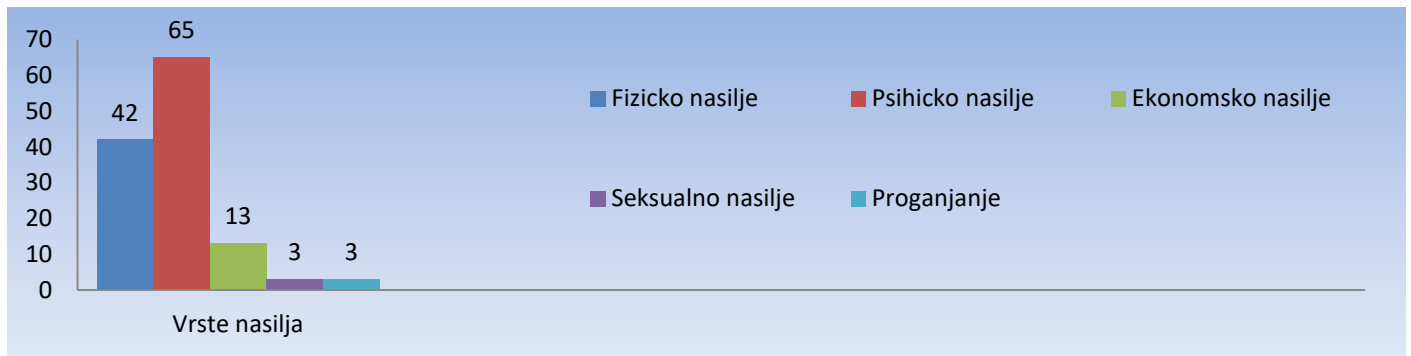 70
60
50
40
30
20
10
0
42
65
13
3
3
Vrste nasilja
Fizicko nasilje
Psihicko nasilje
Ekonomsko nasilje
Seksualno nasilje
Proganjanje